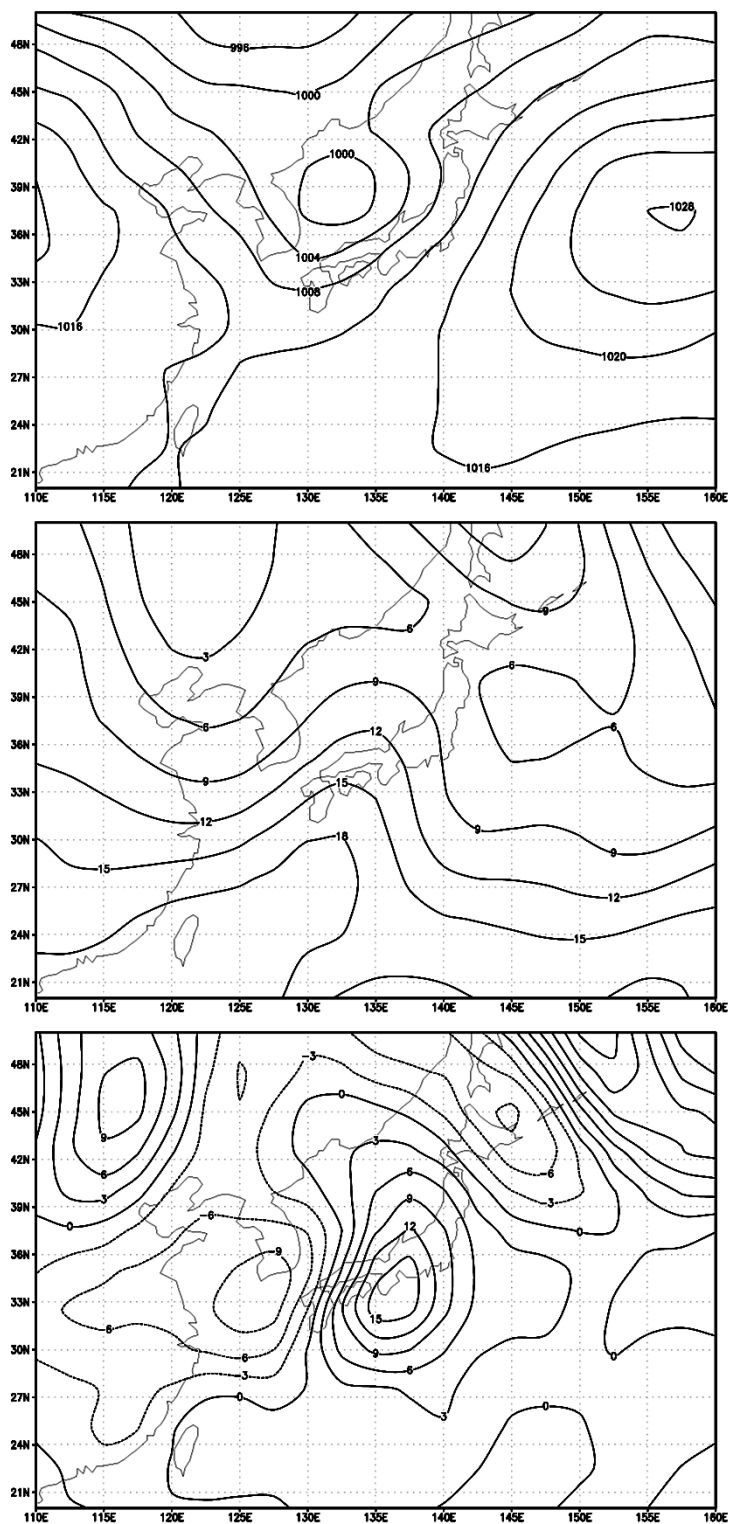 48N 996
45N 1000
42N
1000
39N
1028
36N
1004
33N 1008
30N 1016
1020
27N
24N
21N 1016
110E 115E 120E 125E 130E 135E 140E 145E 150E 155E 160E
48N
45N 9
6
42N
3 6
39N 9
6 12 6
36N
9 15
33N
12 9
18
30N
9
15
27N
12
24N 15
21N
110E 115E 120E 125E 130E 135E 140E 145E 150E 155E 160E
-3
48N
0
45N
9 3
42N
6 6 -6
39N 3 9 -3
-6
0 12 0
-9
36N
33N
15
-6
30N
-6 9 0
-3 6
27N 0 0
3
24N
21N
110E 115E 120E 125E 130E 135E 140E 145E 150E 155E 160E